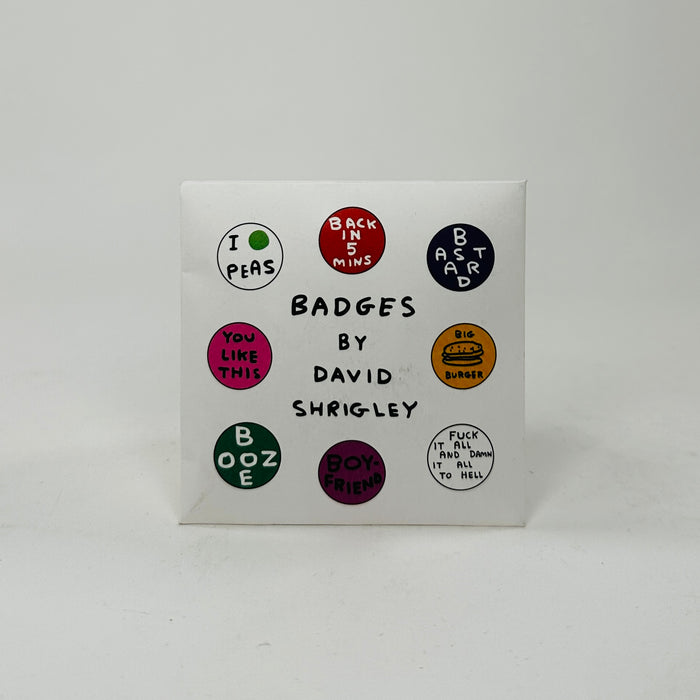 I
PEAS
BACK
IN
5
MINS
B
AST
ARD
D
BADGES
BY
DAVID
SHRIGLEY
YOU
LIKE
THIS
BIG
BURGER
B
OOZ
O
E
BOY-
FRIEND
FUCK
IT ALL
AND DAMN
IT ALL
TO HELL